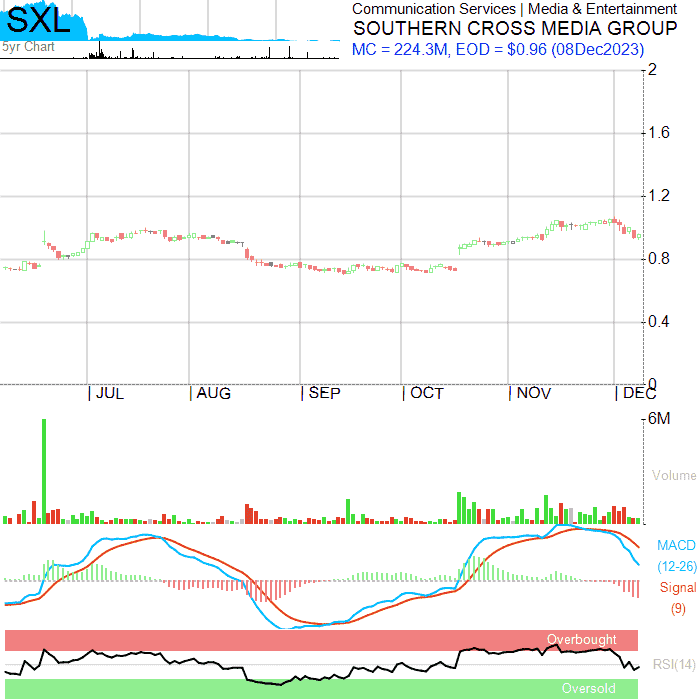 SXL
5yr Chart
Communication Services | Media & Entertainment
SOUTHERN CROSS MEDIA GROUP
MC = 224.3M, EOD = $0.96 (08Dec2023)
2
1.6
1.2
0.8
0.4
0
JUL AUG SEP OCT NOV DEC
6M
Volume
MACD
(12-26)
Signal
(9)
Overbought
RSI(14)
Oversold